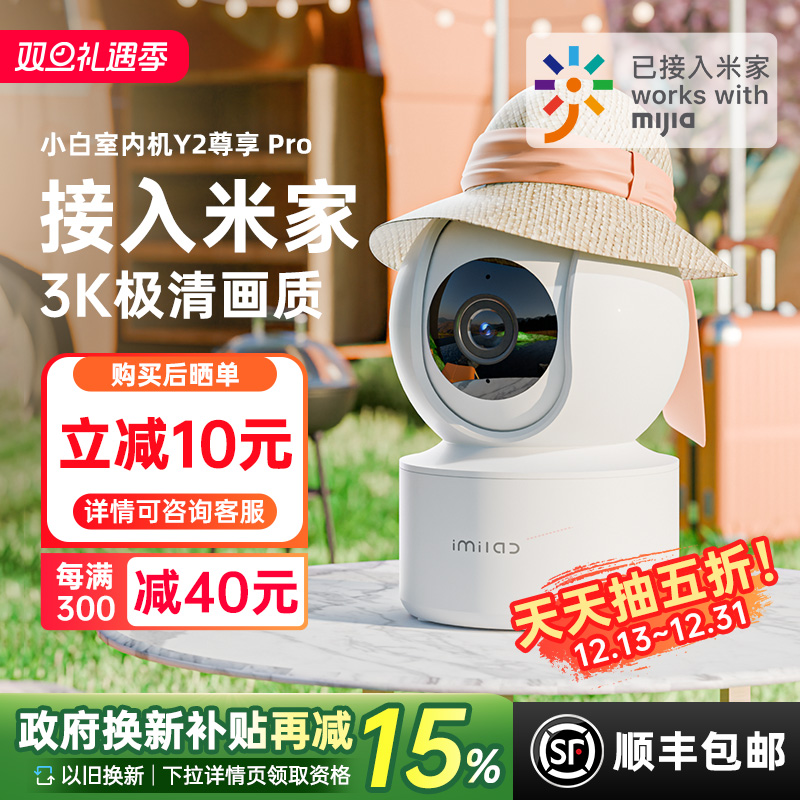 双旦礼遇季
已接入米家
works with
mijia
小白室内机Y2尊享 Pro
接入米家
3K极清画质
购买后晒单
立减10元
详情可咨询客服
每满
300
减40元
imilab
天天抽五折!
12.13~12.31
政府换新补贴再减15%
以旧换新 | 下拉详情页领取资格
SF
顺丰包邮